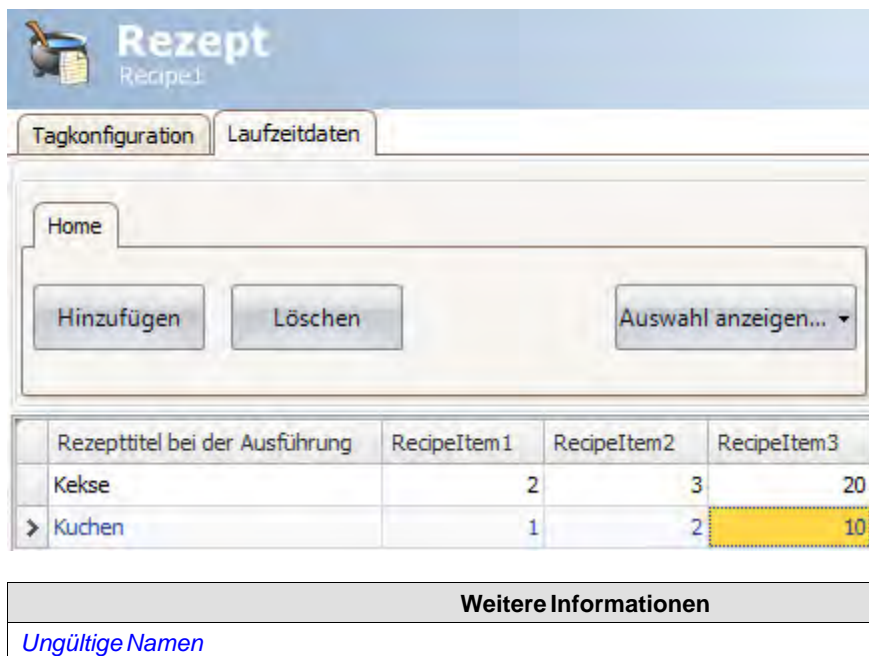 Rezept
Recipe1
Tagkonfiguration Laufzeitdaten
Home
Hinzufügen Löschen Auswahl anzeigen...
Rezepttitel bei der Ausführung RecipeItem1 RecipeItem2 RecipeItem3
Kekse 2 3 20
Kuchen 1 2 10
Weitere Informationen
Ungültige Namen